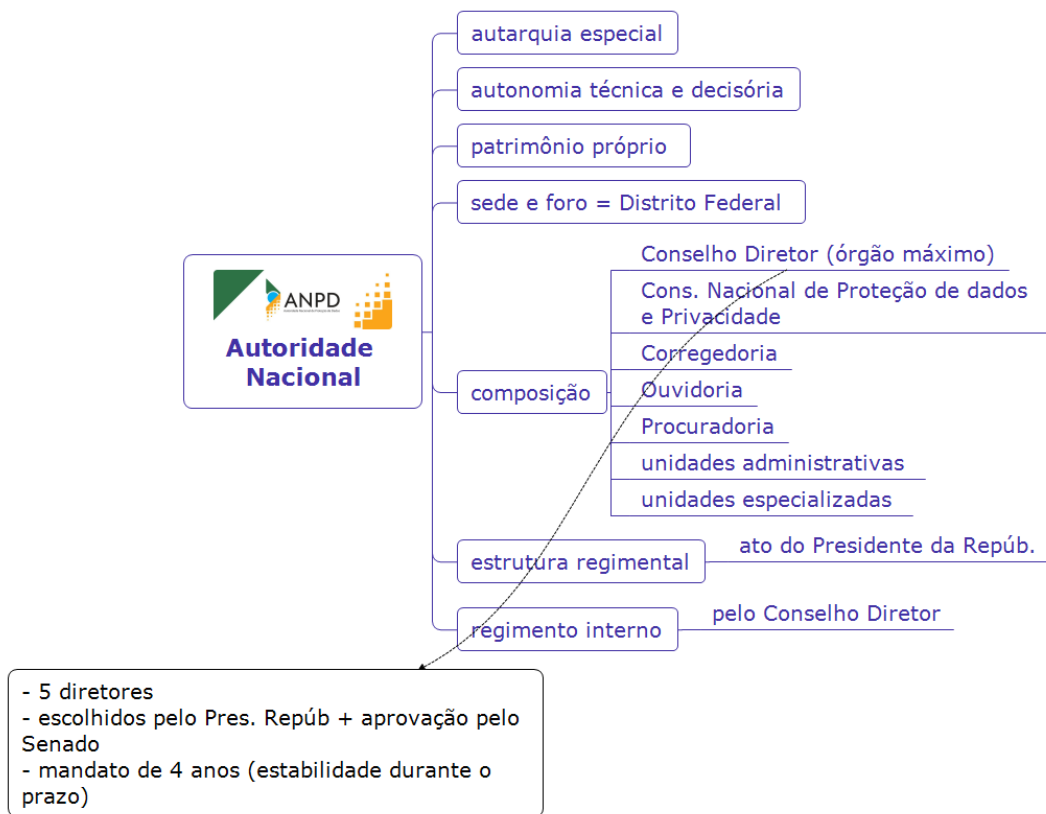 autarquia especial
autonomia técnica e decisória
patrimônio próprio
sede e foro = Distrito Federal
ANPD
Autoridade
Nacional
composição
Conselho Diretor (órgão máximo)
Cons. Nacional de Proteção de dados
e Privacidade
Corregedoria
Ouvidoria
Procuradoria
unidades administrativas
unidades especializadas
estrutura regimental
ato do Presidente da Repúb.
regimento interno
pelo Conselho Diretor
- 5 diretores
- escolhidos pelo Pres. Repúb + aprovação pelo
Senado
- mandato de 4 anos (estabilidade durante o
prazo)